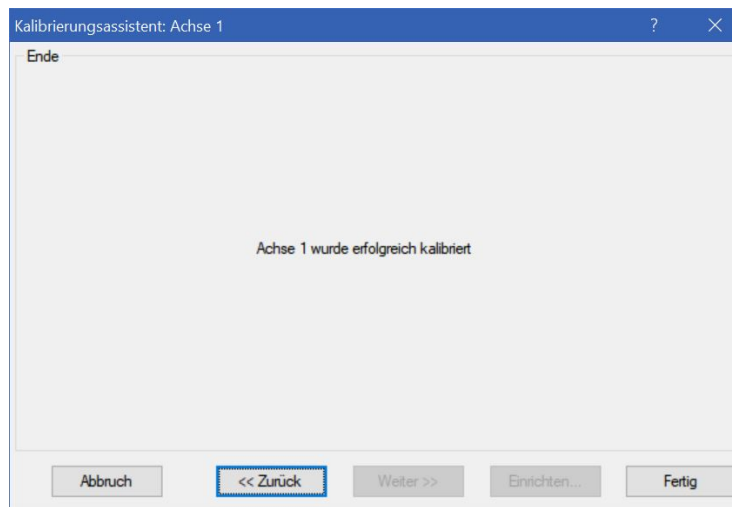 Kalibrierungsassistent: Achse 1 ?
Ende
Achse 1 wurde erfolgreich kalibriert
Abbruch << Zurück Weiter >> Einrichten... Fertig